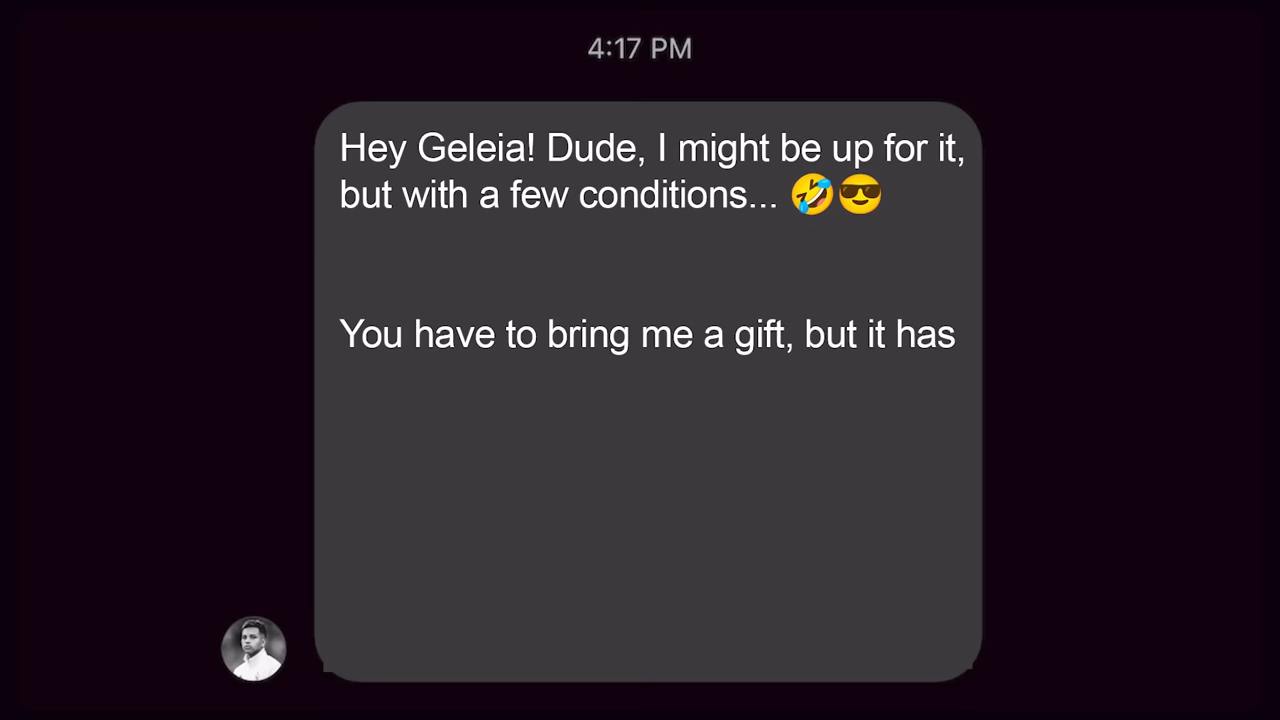 4:17 PM
Hey Geleia! Dude, I might be up for it,
but with a few conditions... 🤣😎
You have to bring me a gift, but it has